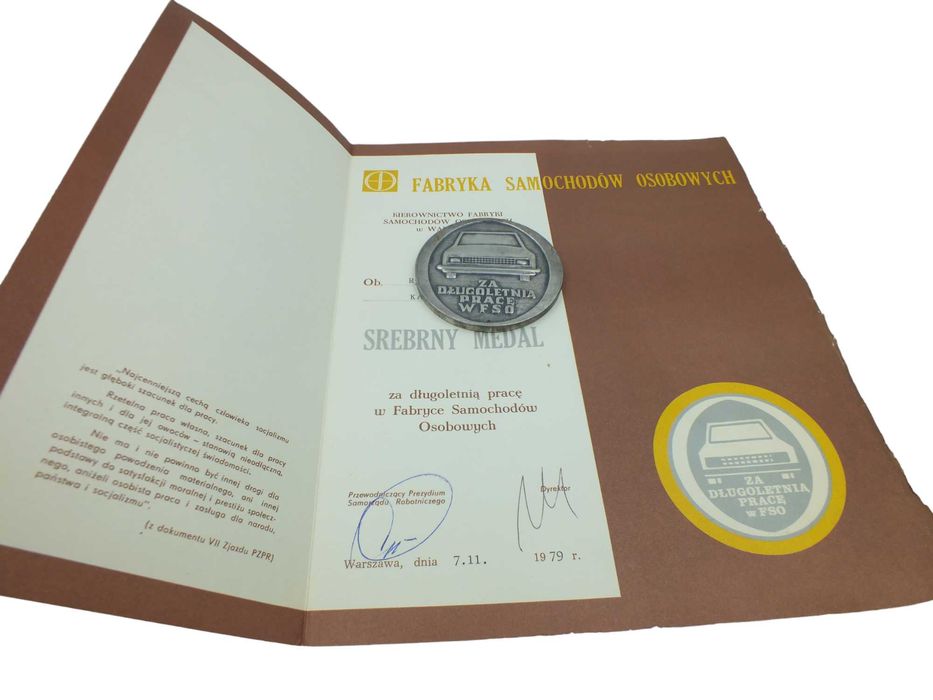 „Najcenniejszą cechą człowieka socjalizmu
jest głęboki szacunek dla pracy.
Rzetelna praca własna, szacunek dla pracy
innych i dla jej owoców — stanowią nieodłączną,
integralną część socjalistycznej świadomości.
Nie ma i nie powinno być innej drogi dla
osobistego powodzenia materialnego, ani innej
podstawy do satysfakcji moralnej i prestiżu społecz-
nego, aniżeli osobista praca i zasługa dla narodu,
państwa i socjalizmu”.
(z dokumentu VII Zjazdu PZPR)
FABRYKA SAMOCHODÓW OSOBOWYCH
KIEROWNICTWO FABRYKI
SAMOCHODÓW
w
Ob.
ZA
DŁUGOLETNIĄ
PRACĘ
W FSO
SREBRNY MEDAL
za długoletnią pracę
w Fabryce Samochodów
Osobowych
Przewodniczący Prezydium
Samorządu Robotniczego
Dyrektor
Warszawa, dnia 7.11. 1979 r.
ZA
DŁUGOLETNIĄ
PRACĘ
w FSO